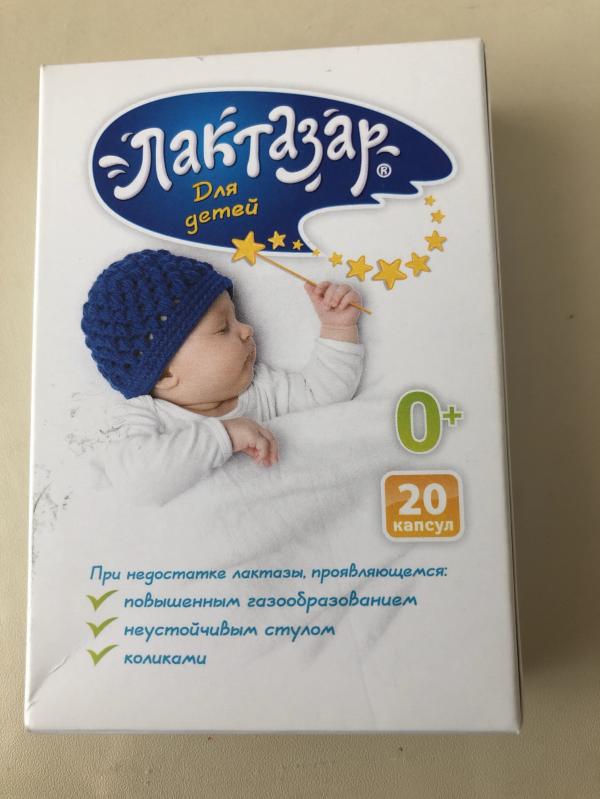 Лактазар®
Для
детей
0+
20
капсул
При недостатке лактазы, проявляющемся:
повышенным газообразованием
неустойчивым стулом
коликами